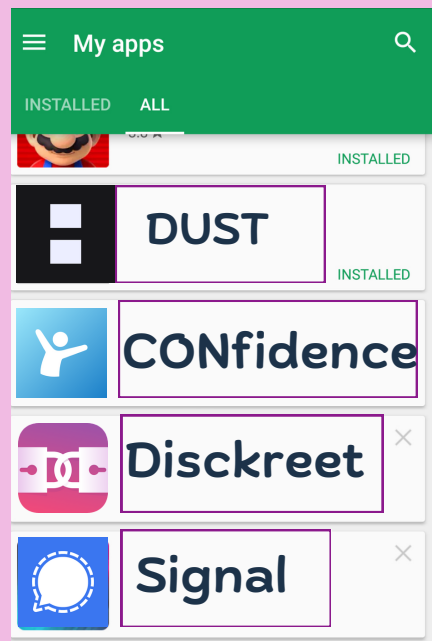 My apps
INSTALLED ALL
INSTALLED
DUST
INSTALLED
CONfidence
Disckreet
Signal